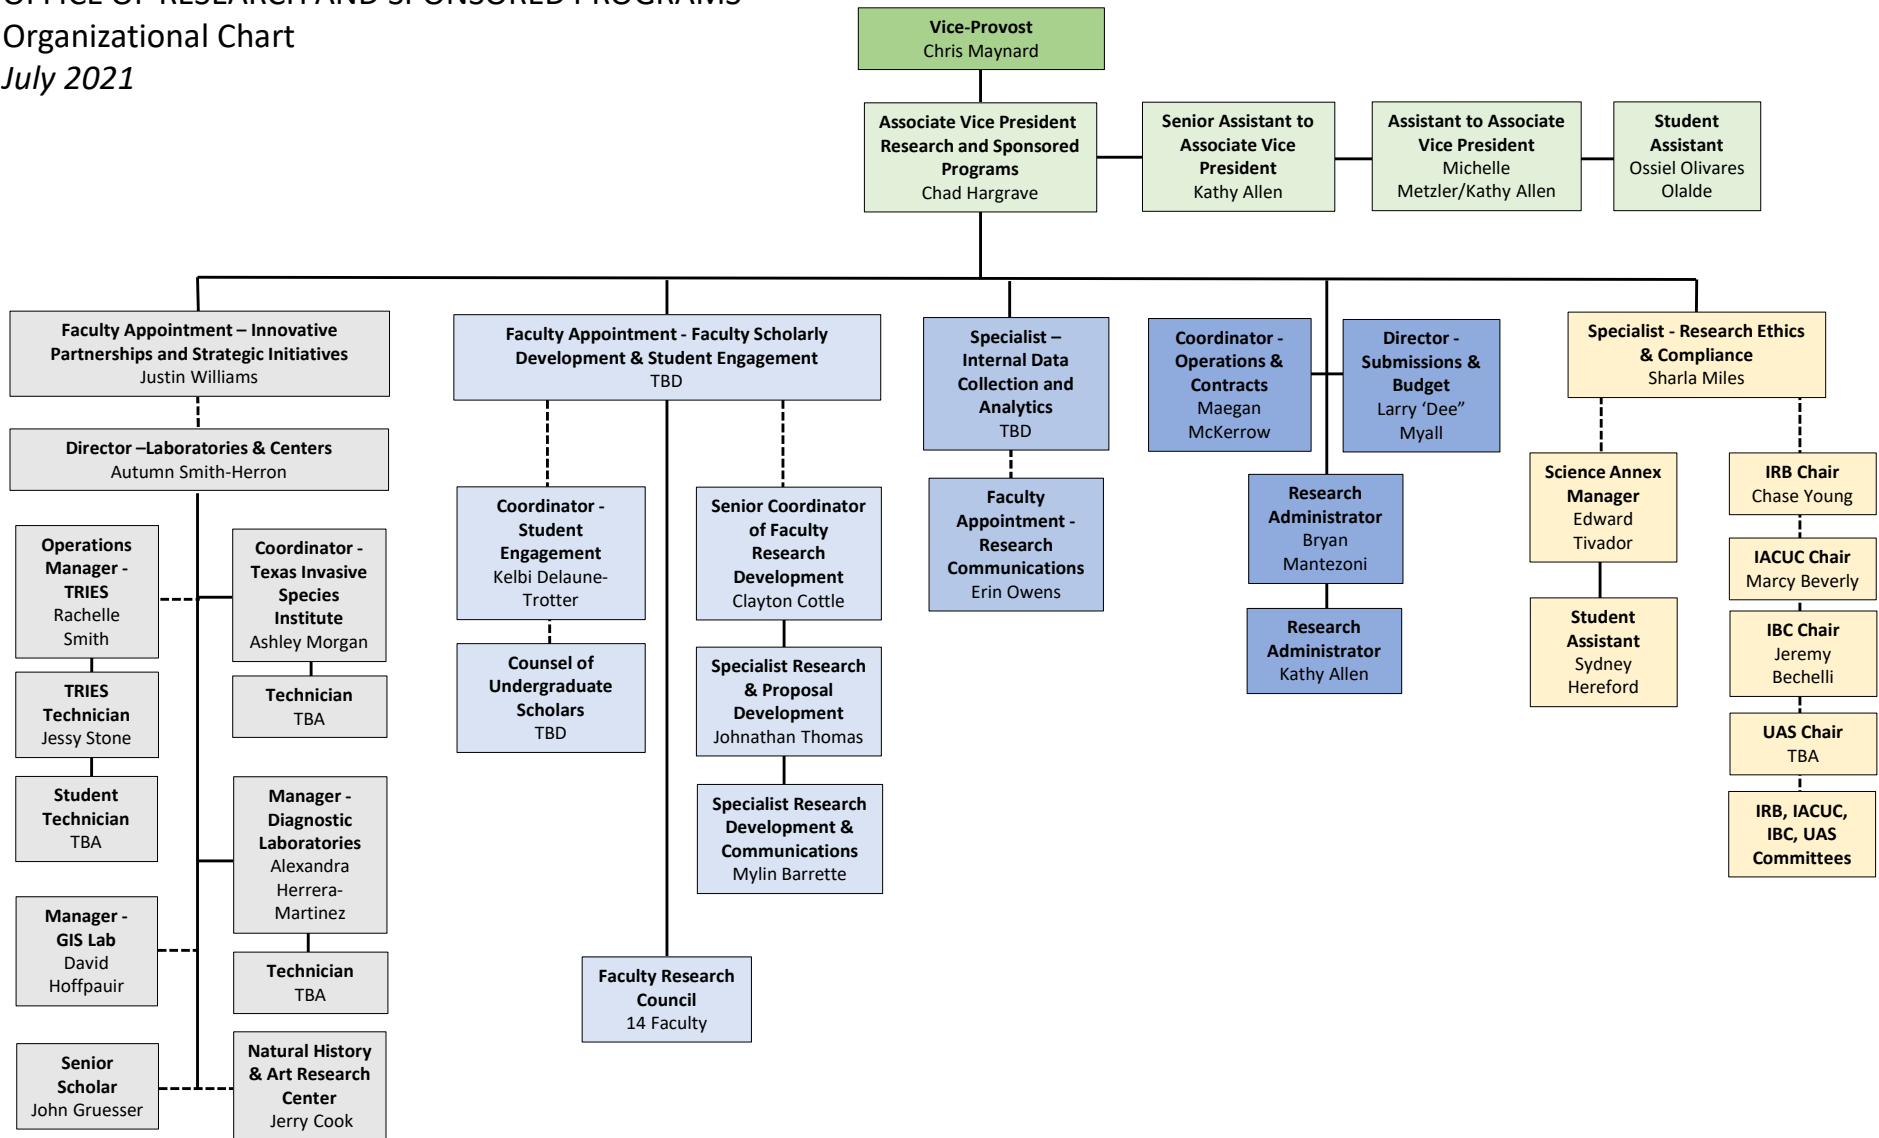 OFFICE OF RESEARCH AND SPONSORED PROGRAMS
Organizational Chart
July 2021
Vice-Provost
Chris Maynard
Associate Vice President
Research and Sponsored
Programs
Chad Hargrave
Senior Assistant to
Associate Vice
President
Kathy Allen
Assistant to Associate
Vice President
Michelle
Metzler/Kathy Allen
Student
Assistant
Ossiel Olivares
Olalde
Faculty Appointment – Innovative
Partnerships and Strategic Initiatives
Justin Williams
Director –Laboratories & Centers
Autumn Smith-Herron
Operations
Manager -
TRIES
Rachelle
Smith
TRIES
Technician
Jessy Stone
Student
Technician
TBA
Manager -
GIS Lab
David
Hoffpauir
Senior
Scholar
John Gruesser
Coordinator -
Texas Invasive
Species
Institute
Ashley Morgan
Technician
TBA
Manager -
Diagnostic
Laboratories
Alexandra
Herrera-
Martinez
Technician
TBA
Natural History
& Art Research
Center
Jerry Cook
Faculty Appointment - Faculty Scholarly
Development & Student Engagement
TBD
Coordinator -
Student
Engagement
Kelbi Delaune-
Trotter
Counsel of
Undergraduate
Scholars
TBD
Senior Coordinator
of Faculty
Research
Development
Clayton Cottle
Specialist Research
& Proposal
Development
Johnathan Thomas
Specialist Research
Development &
Communications
Mylin Barrette
Faculty Research
Council
14 Faculty
Specialist –
Internal Data
Collection and
Analytics
TBD
Faculty
Appointment -
Research
Communications
Erin Owens
Coordinator -
Operations &
Contracts
Maegan
McKerrow
Director -
Submissions &
Budget
Larry ‘Dee”
Myall
Research
Administrator
Bryan
Mantezoni
Research
Administrator
Kathy Allen
Specialist - Research Ethics
& Compliance
Sharla Miles
Science Annex
Manager
Edward
Tivador
Student
Assistant
Sydney
Hereford
IRB Chair
Chase Young
IACUC Chair
Marcy Beverly
IBC Chair
Jeremy
Bechelli
UAS Chair
TBA
IRB, IACUC,
IBC, UAS
Committees